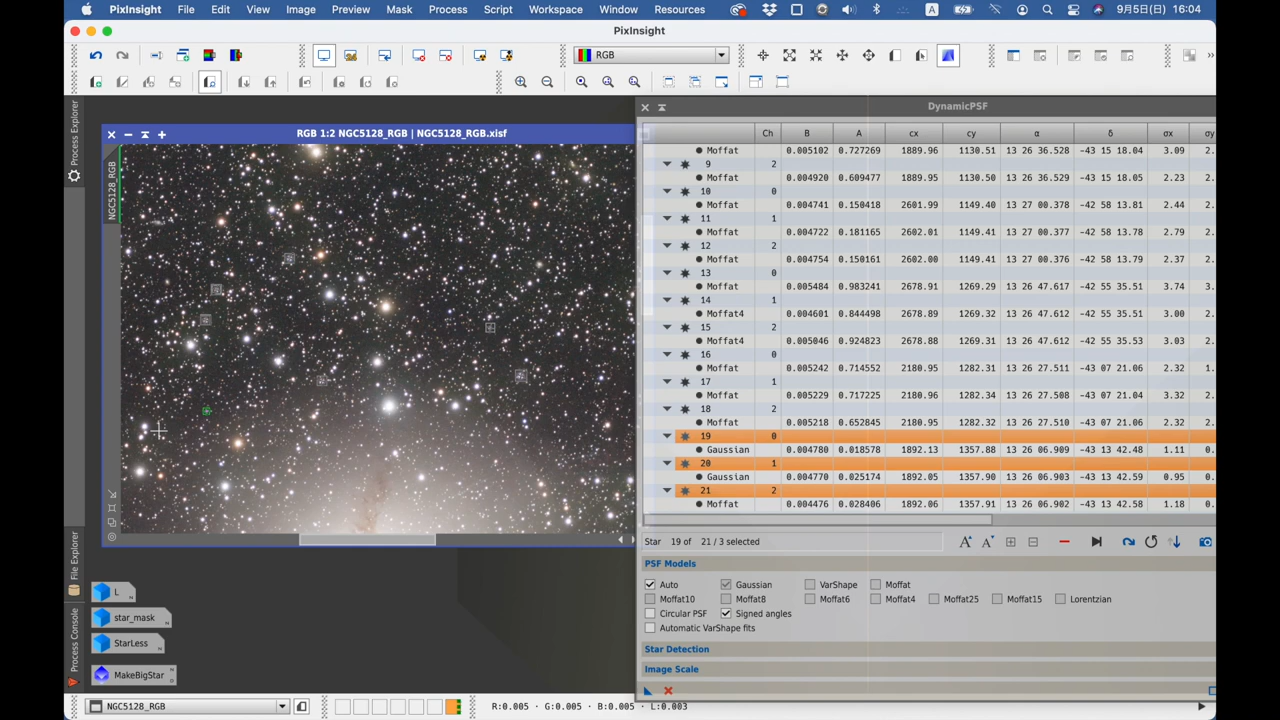 PixInsight File Edit View Image Preview Mask Process Script Workspace Window Resources A 9月5日(日) 16:04
PixInsight
RGB
DynamicPSF
RGB 1:2 NGC5128_RGB | NGC5128_RGB.xisf
Process Explorer
NGC5128_RGB
File Explorer
Process Console
Ch B A cx cy α δ σx σy
Moffat 0.005102 0.727269 1889.96 1130.51 13 26 36.528 -43 15 18.04 3.09 2.
9 2
Moffat 0.004920 0.609477 1889.95 1130.50 13 26 36.529 -43 15 18.05 2.23 2.
10 0
Moffat 0.004741 0.150418 2601.99 1149.40 13 27 00.378 -42 58 13.81 2.44 2.
11 1
Moffat 0.004722 0.181165 2602.01 1149.41 13 27 00.377 -42 58 13.78 2.79 2.
12 2
Moffat 0.004754 0.150161 2602.00 1149.41 13 27 00.376 -42 58 13.79 2.37 2.
13 0
Moffat 0.005484 0.983241 2678.91 1269.29 13 26 47.617 -42 55 35.51 3.74 3.
14 1
Moffat4 0.004601 0.844498 2678.89 1269.32 13 26 47.612 -42 55 35.51 3.00 2.
15 2
Moffat4 0.005046 0.924823 2678.88 1269.31 13 26 47.612 -42 55 35.53 3.03 2.
16 0
Moffat 0.005242 0.714552 2180.95 1282.31 13 26 27.511 -43 07 21.06 2.32 1.
17 1
Moffat 0.005229 0.717225 2180.95 1282.34 13 26 27.508 -43 07 21.04 3.32 2.
18 2
Moffat 0.005218 0.652845 2180.95 1282.32 13 26 27.510 -43 07 21.06 2.32 2.
19 0
Gaussian 0.004780 0.018578 1892.13 1357.88 13 26 06.909 -43 13 42.48 1.11 0.
20 1
Gaussian 0.004770 0.025174 1892.05 1357.90 13 26 06.903 -43 13 42.59 0.95 0.
21 2
Moffat 0.004476 0.028406 1892.06 1357.91 13 26 06.902 -43 13 42.58 1.18 0.
Star 19 of 21 / 3 selected
PSF Models
Auto Gaussian VarShape Moffat
Moffat10 Moffat8 Moffat6 Moffat4 Moffat25 Moffat15 Lorentzian
Circular PSF Signed angles
Automatic VarShape fits
Star Detection
Image Scale
L
star_mask
StarLess
MakeBigStar
NGC5128_RGB
R:0.005 · G:0.005 · B:0.005 · L:0.003